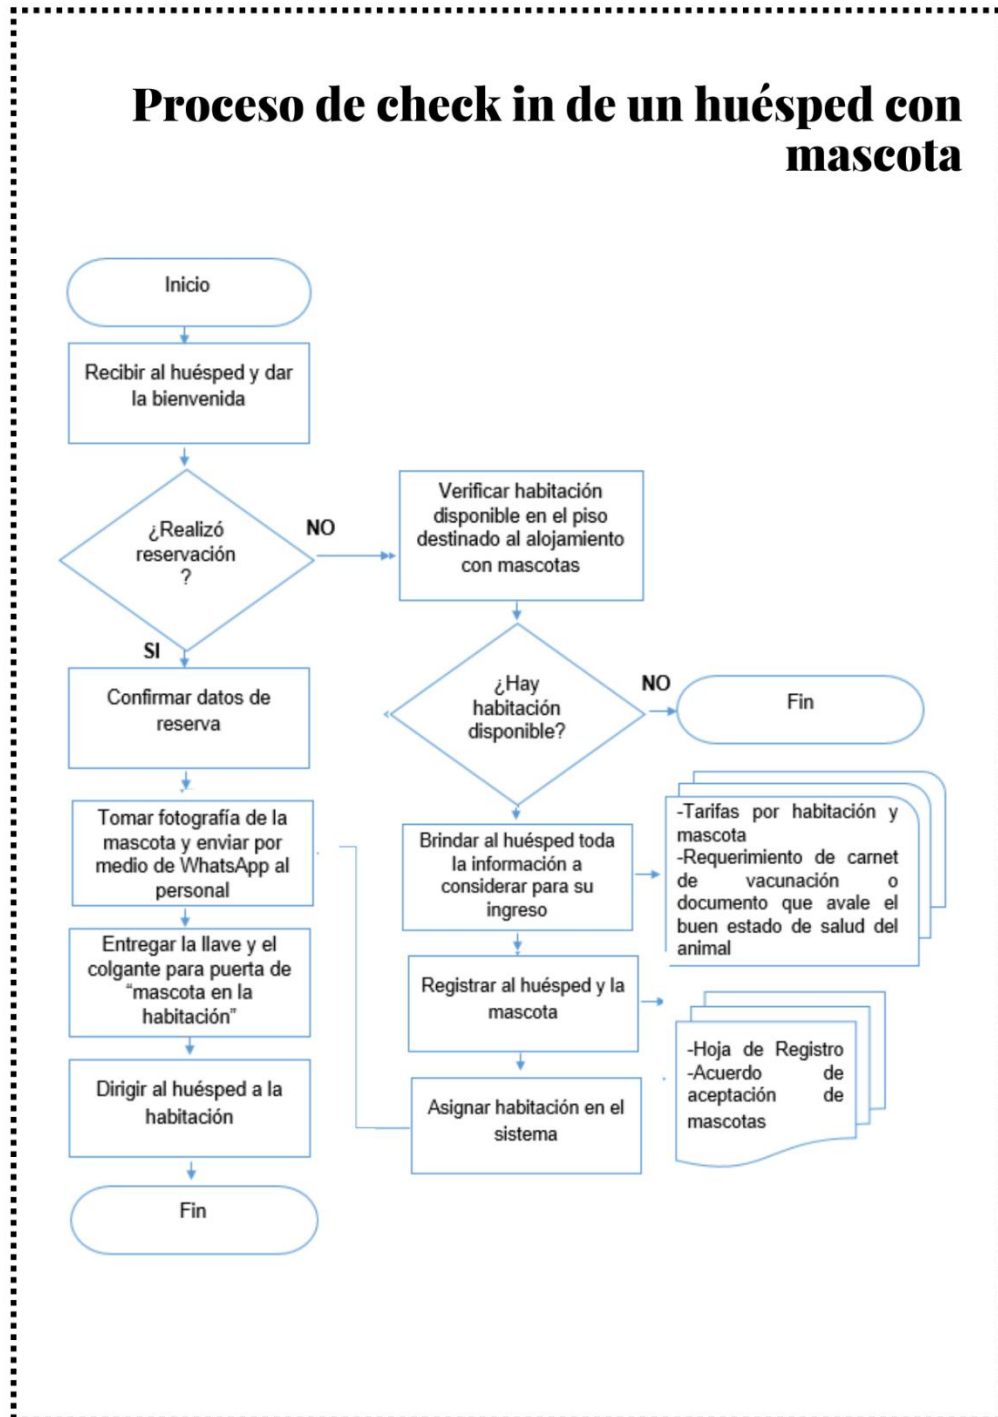 Proceso de check in de un huésped con
mascota
Inicio
Recibir al huésped y dar
la bienvenida
¿Realizó
reservación
?
NO
SI
Verificar habitación
disponible en el piso
destinado al alojamiento
con mascotas
Confirmar datos de
reserva
¿Hay
habitación
disponible?
NO
Fin
Tomar fotografía de la
mascota y enviar por
medio de WhatsApp al
personal
Brindar al huésped toda
la información a
considerar para su
ingreso
-Tarifas por habitación y
mascota
-Requerimiento de carnet
de vacunación o
documento que avale el
buen estado de salud del
animal
Entregar la llave y el
colgante para puerta de
“mascota en la
habitación”
Registrar al huésped y la
mascota
-Hoja de Registro
-Acuerdo de
aceptación de
mascotas
Dirigir al huésped a la
habitación
Asignar habitación en el
sistema
Fin